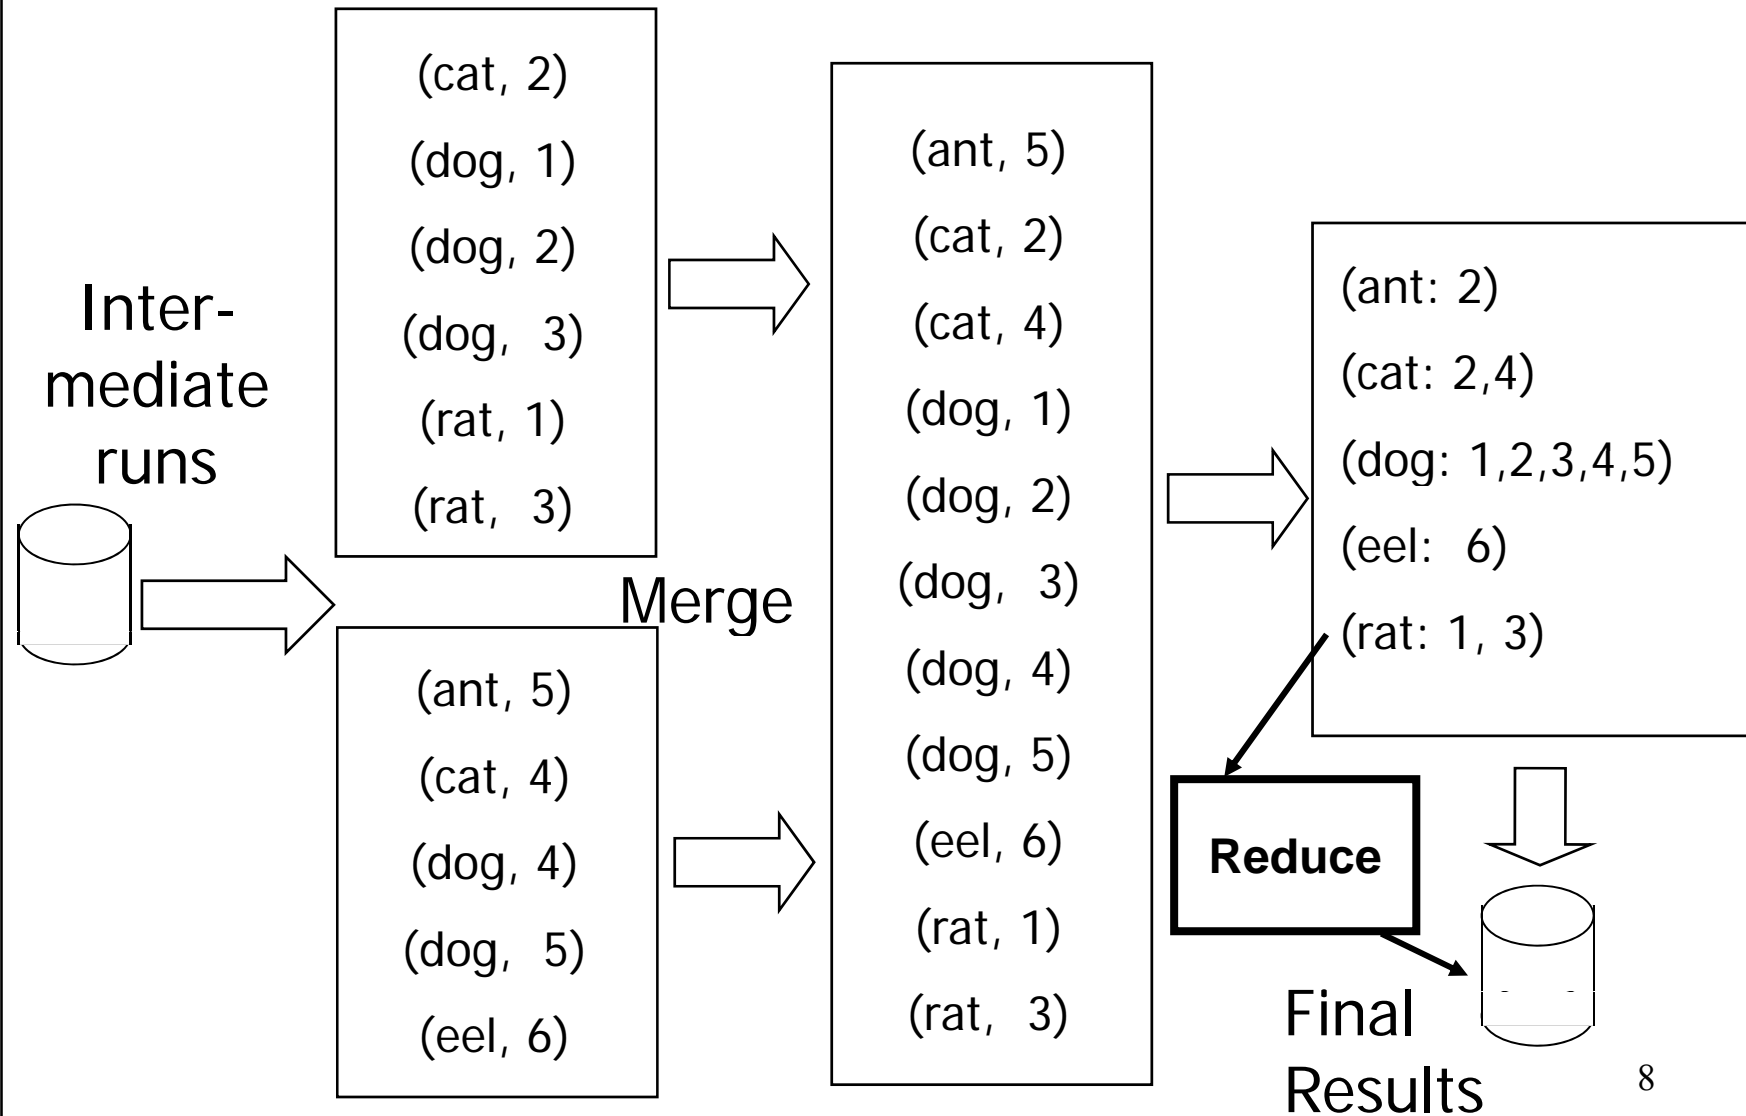 Inter-
mediate
runs
(cat, 2)
(dog, 1)
(dog, 2)
(dog, 3)
(rat, 1)
(rat, 3)
Merge
(ant, 5)
(cat, 4)
(dog, 4)
(dog, 5)
(eel, 6)
(ant, 5)
(cat, 2)
(cat, 4)
(dog, 1)
(dog, 2)
(dog, 3)
(dog, 4)
(dog, 5)
(eel, 6)
(rat, 1)
(rat, 3)
(ant: 2)
(cat: 2,4)
(dog: 1,2,3,4,5)
(eel: 6)
(rat: 1, 3)
Reduce
Final
Results
8